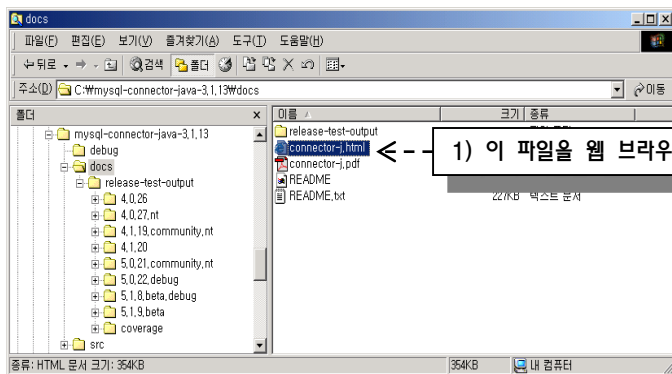 docs
파일(F) 편집(E) 보기(V) 즐겨찾기(A) 도구(T) 도움말(H)
뒤로 검색 폴더
주소(D) C:₩mysql-connector-java-3.1.13₩docs 이동
폴더 x 이름 크기 종류
mysql-connector-java-3.1.13
debug
docs
release-test-output
4.0.26
4.0.27.nt
4.1.19.community.nt
4.1.20
5.0.21.community.nt
5.0.22.debug
5.1.8.beta.debug
5.1.9.beta
coverage
src
release-test-output
connector-j.html
connector-j.pdf
README
README.txt 227KB 텍스트 문서
1) 이 파일을 웹 브라우
종류: HTML 문서 크기: 354KB 354KB 내 컴퓨터